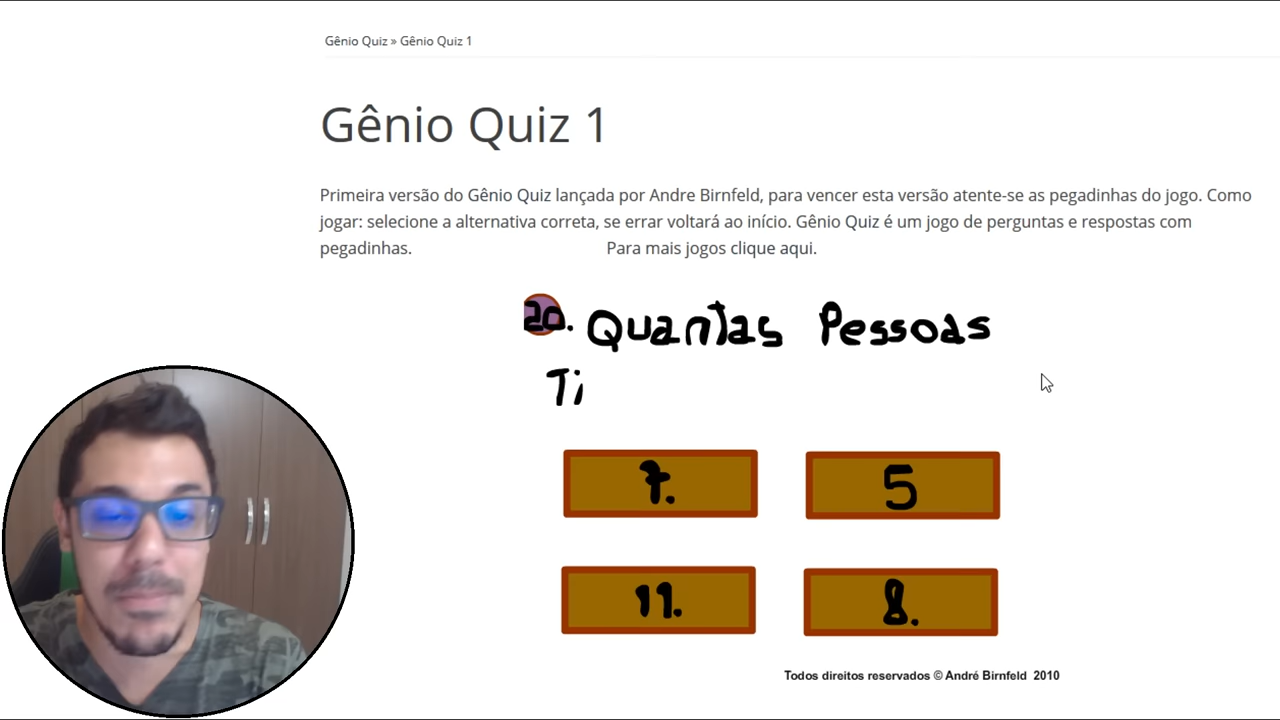 Gênio Quiz » Gênio Quiz 1
Gênio Quiz 1
Primeira versão do Gênio Quiz lançada por Andre Birnfeld, para vencer esta versão atente-se as pegadinhas do jogo. Como
jogar: selecione a alternativa correta, se errar voltará ao início. Gênio Quiz é um jogo de perguntas e respostas com
pegadinhas. Para mais jogos clique aqui.
20. Quantas Pessoas
Ti
7. 5
11. 8.
Todos direitos reservados © André Birnfeld 2010